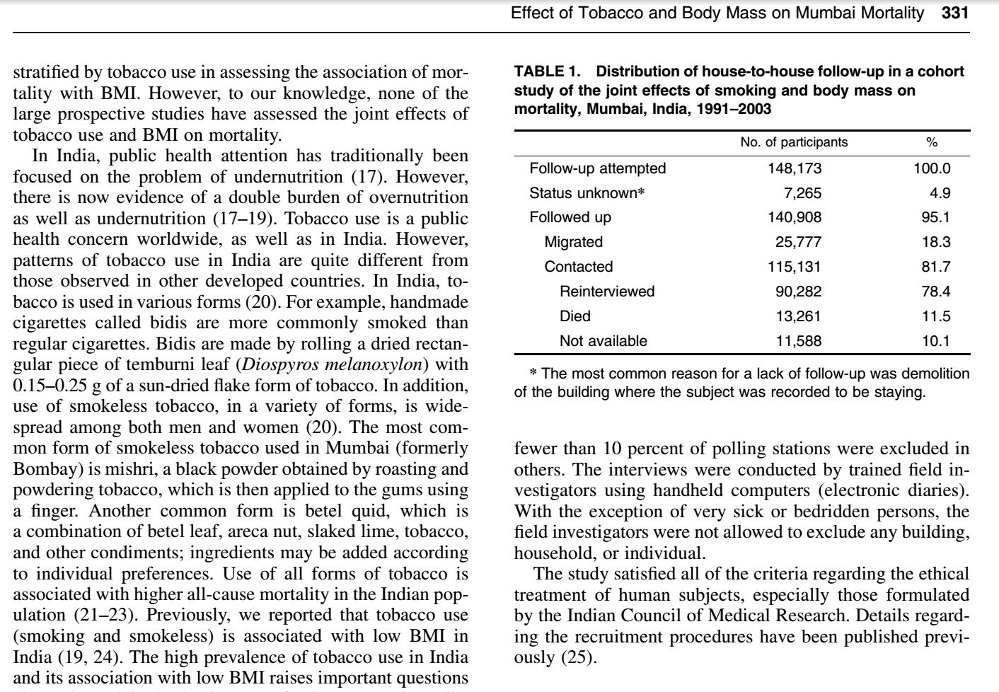 Effect of Tobacco and Body Mass on Mumbai Mortality 331
stratified by tobacco use in assessing the association of mor-
tality with BMI. However, to our knowledge, none of the
large prospective studies have assessed the joint effects of
tobacco use and BMI on mortality.
In India, public health attention has traditionally been
focused on the problem of undernutrition (17). However,
there is now evidence of a double burden of overnutrition
as well as undernutrition (17–19). Tobacco use is a public
health concern worldwide, as well as in India. However,
patterns of tobacco use in India are quite different from
those observed in other developed countries. In India, to-
bacco is used in various forms (20). For example, handmade
cigarettes called bidis are more commonly smoked than
regular cigarettes. Bidis are made by rolling a dried rectan-
gular piece of temburni leaf (Diospyros melanoxylon) with
0.15–0.25 g of a sun-dried flake form of tobacco. In addition,
use of smokeless tobacco, in a variety of forms, is wide-
spread among both men and women (20). The most com-
mon form of smokeless tobacco used in Mumbai (formerly
Bombay) is mishri, a black powder obtained by roasting and
powdering tobacco, which is then applied to the gums using
a finger. Another common form is betel quid, which is
a combination of betel leaf, areca nut, slaked lime, tobacco,
and other condiments; ingredients may be added according
to individual preferences. Use of all forms of tobacco is
associated with higher all-cause mortality in the Indian pop-
ulation (21–23). Previously, we reported that tobacco use
(smoking and smokeless) is associated with low BMI in
India (19, 24). The high prevalence of tobacco use in India
and its association with low BMI raises important questions
TABLE 1. Distribution of house-to-house follow-up in a cohort
study of the joint effects of smoking and body mass on
mortality, Mumbai, India, 1991–2003
No. of participants %
Follow-up attempted 148,173 100.0
Status unknown* 7,265 4.9
Followed up 140,908 95.1
Migrated 25,777 18.3
Contacted 115,131 81.7
Reinterviewed 90,282 78.4
Died 13,261 11.5
Not available 11,588 10.1
* The most common reason for a lack of follow-up was demolition
of the building where the subject was recorded to be staying.
fewer than 10 percent of polling stations were excluded in
others. The interviews were conducted by trained field in-
vestigators using handheld computers (electronic diaries).
With the exception of very sick or bedridden persons, the
field investigators were not allowed to exclude any building,
household, or individual.
The study satisfied all of the criteria regarding the ethical
treatment of human subjects, especially those formulated
by the Indian Council of Medical Research. Details regard-
ing the recruitment procedures have been published previ-
ously (25).